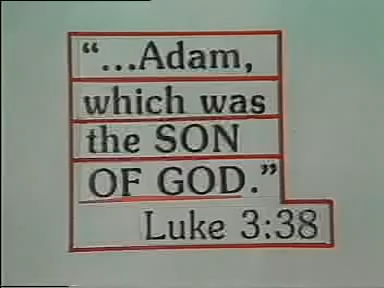 “...Adam,
which was
the SON
OF GOD.”
Luke 3:38